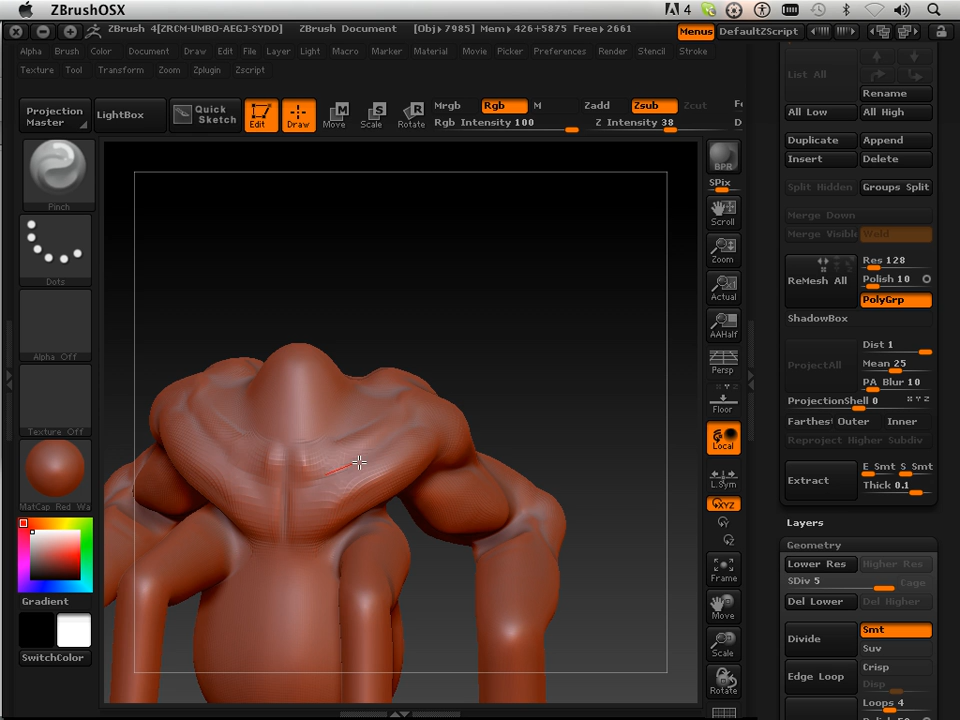 ZBrushOSX
4
ZBrush 4[ZRCM-UMBO-AEGJ-SYDD] ZBrush Document [Obj▸7985] Mem▸426+5875 Free▸2661 Menus DefaultZScript
Alpha Brush Color Document Draw Edit File Layer Light Macro Marker Material Movie Picker Preferences Render Stencil Stroke
Texture Tool Transform Zoom Zplugin Zscript
Projection Master
LightBox
Quick Sketch
Edit Draw Move Scale Rotate
Mrgb Rgb M Zadd Zsub Zcut
Rgb Intensity 100 Z Intensity 38
Pinch
Dots
Alpha Off
Texture Off
MatCap Red Wa
Gradient
SwitchColor
BPR
SPix
Scroll
Zoom
Actual
AAHalf
Persp
Floor
Local
L.Sym
XYZ
Frame
Move
Scale
Rotate
List All
Rename
All Low All High
Duplicate Append
Insert Delete
Split Hidden Groups Split
Merge Down
Merge Visible Weld
ReMesh All
Res 128
Polish 10
PolyGrp
ShadowBox
ProjectAll
Dist 1
Mean 25
PA Blur 10
ProjectionShell 0
Farthest Outer Inner
Reproject Higher Subdiv
Extract
E Smt S Smt
Thick 0.1
Layers
Geometry
Lower Res Higher Res
SDiv 5 Cage
Del Lower Del Higher
Divide
Smt
Suv
Edge Loop
Crisp
Disp
Loops 4